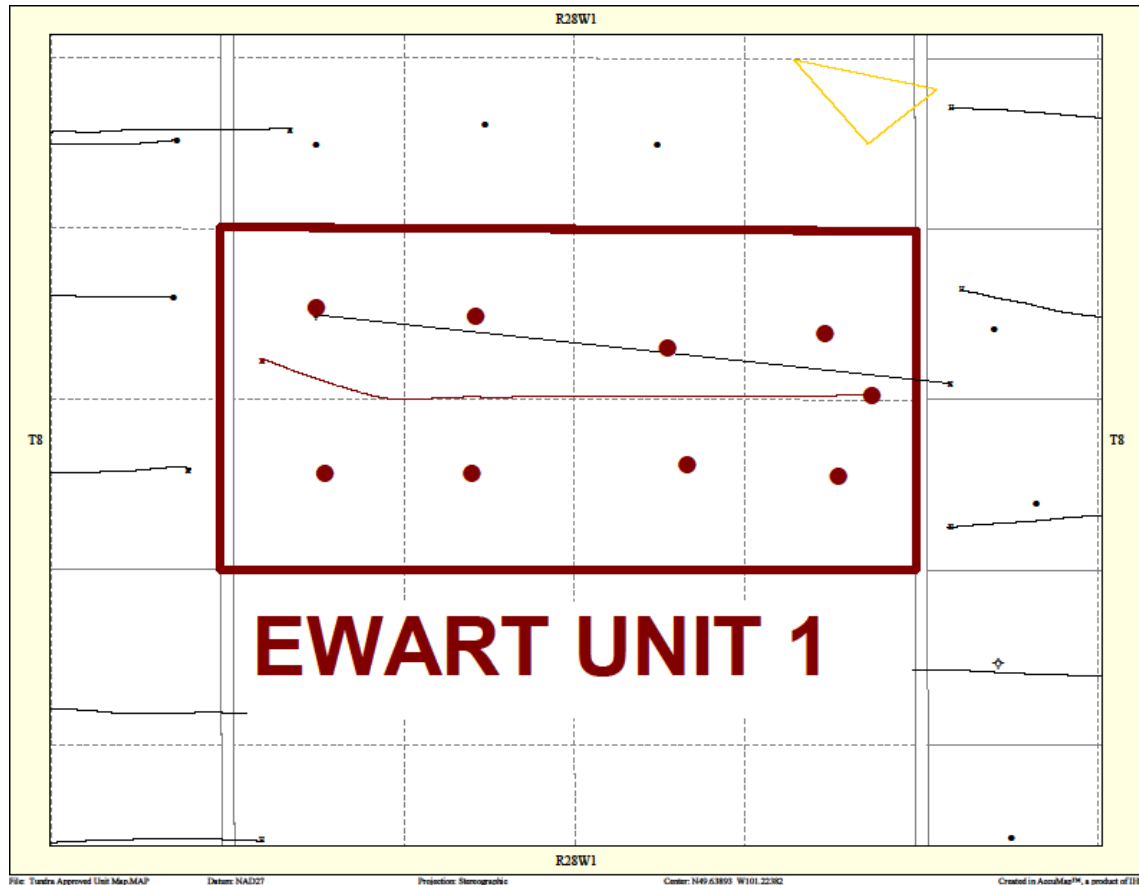 R28W1
T8
T8
EWART UNIT 1
R28W1
File: Tundra Approved Unit Map.MAP Datum: NAD27 Projection: Stereographic Center: N49.63893 W101.22382 Created in AccuMap™, a product of IH